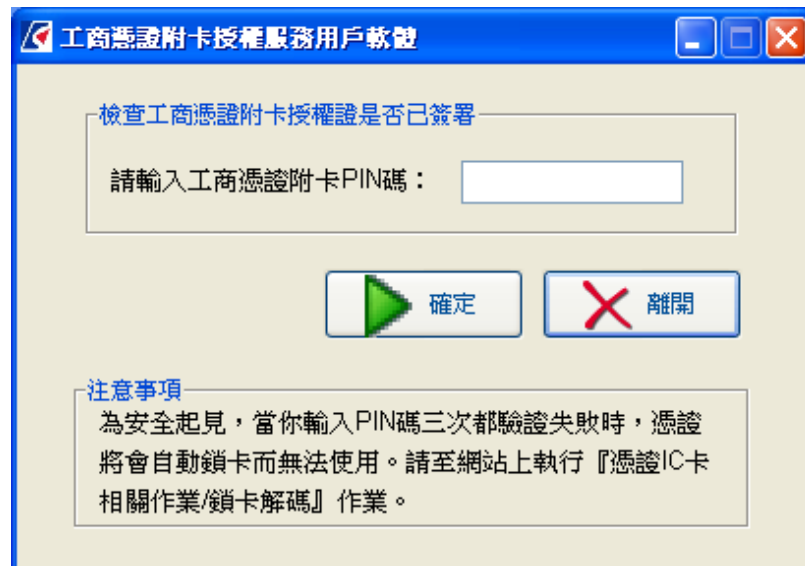 工商憑證附卡授權服務用戶軟體
檢查工商憑證附卡授權證是否已簽署
請輸入工商憑證附卡PIN碼：
確定
離開
注意事項
為安全起見，當你輸入PIN碼三次都驗證失敗時，憑證
將會自動鎖卡而無法使用。請至網站上執行『憑證IC卡
相關作業/鎖卡解碼』作業。